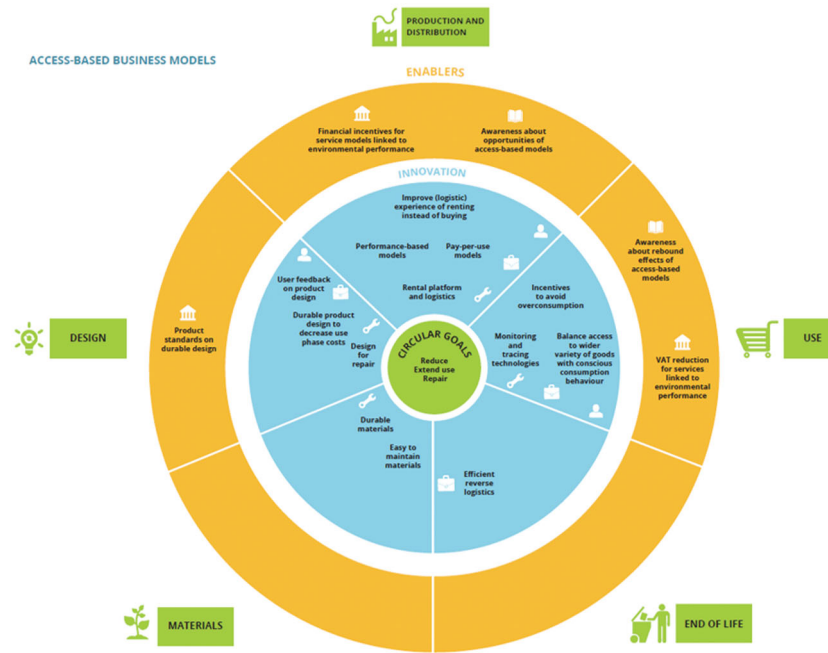 PRODUCTION AND
DISTRIBUTION
ACCESS-BASED BUSINESS MODELS
ENABLERS
Financial incentives for
service models linked to
environmental performance
Awareness about
opportunities of
access-based models
INNOVATION
Improve (logistic)
experience of renting
instead of buying
Performance-based
models
Pay-per-use
models
Rental platform
and logistics
Awareness
about rebound
effects of
access-based
models
User feedback
on product
design
Durable product
design to
decrease use
phase costs
Design
for
repair
Incentives
to avoid
overconsumption
Monitoring
and
tracing
technologies
Balance access
to wider
variety of goods
with conscious
consumption
behaviour
DESIGN
Product
standards on
durable design
CIRCULAR GOALS
Reduce
Extend use
Repair
VAT reduction
for services
linked to
environmental
performance
USE
Durable
materials
Easy to
maintain
materials
Efficient
reverse
logistics
MATERIALS
END OF LIFE